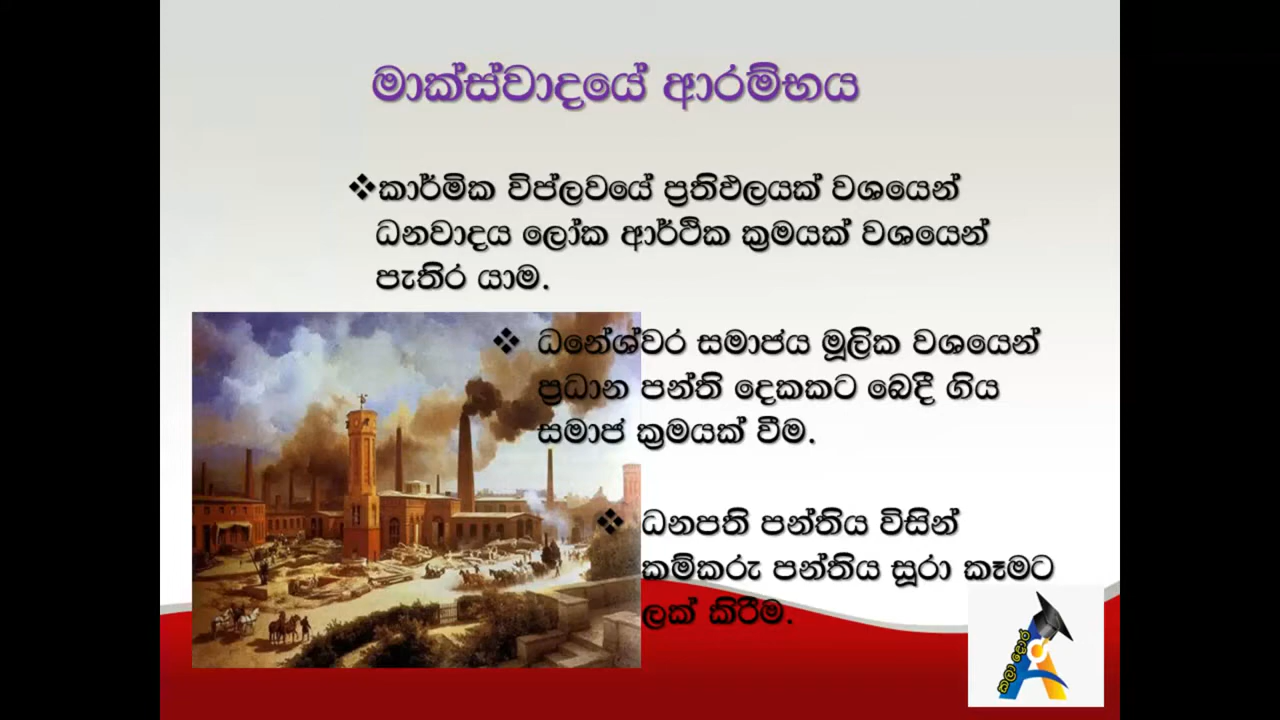 මාක්ස්වාදයේ ආරම්භය
❖කාර්මික විප්ලවයේ ප්‍රතිඵලයක් වශයෙන්
ධනවාදය ලෝක ආර්ථික ක්‍රමයක් වශයෙන්
පැතිර යාම.
❖ ධනේශ්වර සමාජය මූලික වශයෙන්
ප්‍රධාන පන්ති දෙකකට බෙදී ගිය
සමාජ ක්‍රමයක් වීම.
❖ ධනපති පන්තිය විසින්
කම්කරු පන්තිය සූරා කෑමට
ලක් කිරීම.